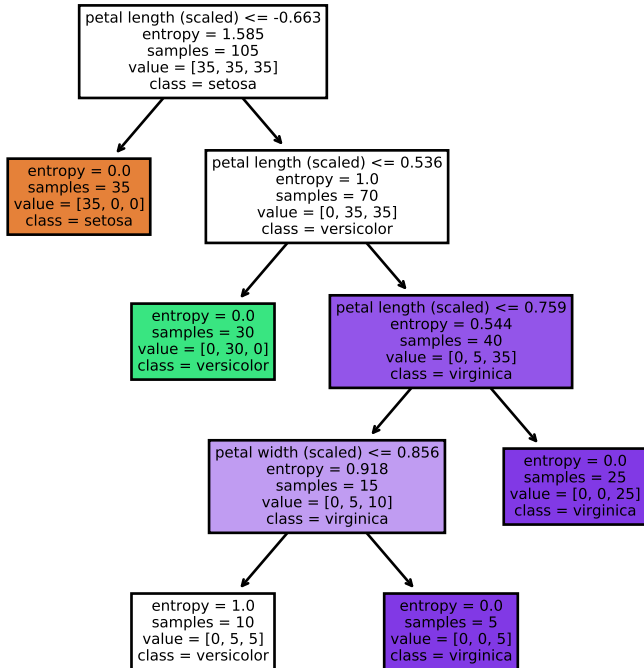 petal length (scaled) <= -0.663
entropy = 1.585
samples = 105
value = [35, 35, 35]
class = setosa
entropy = 0.0
samples = 35
value = [35, 0, 0]
class = setosa
petal length (scaled) <= 0.536
entropy = 1.0
samples = 70
value = [0, 35, 35]
class = versicolor
entropy = 0.0
samples = 30
value = [0, 30, 0]
class = versicolor
petal length (scaled) <= 0.759
entropy = 0.544
samples = 40
value = [0, 5, 35]
class = virginica
petal width (scaled) <= 0.856
entropy = 0.918
samples = 15
value = [0, 5, 10]
class = virginica
entropy = 0.0
samples = 25
value = [0, 0, 25]
class = virginica
entropy = 1.0
samples = 10
value = [0, 5, 5]
class = versicolor
entropy = 0.0
samples = 5
value = [0, 0, 5]
class = virginica